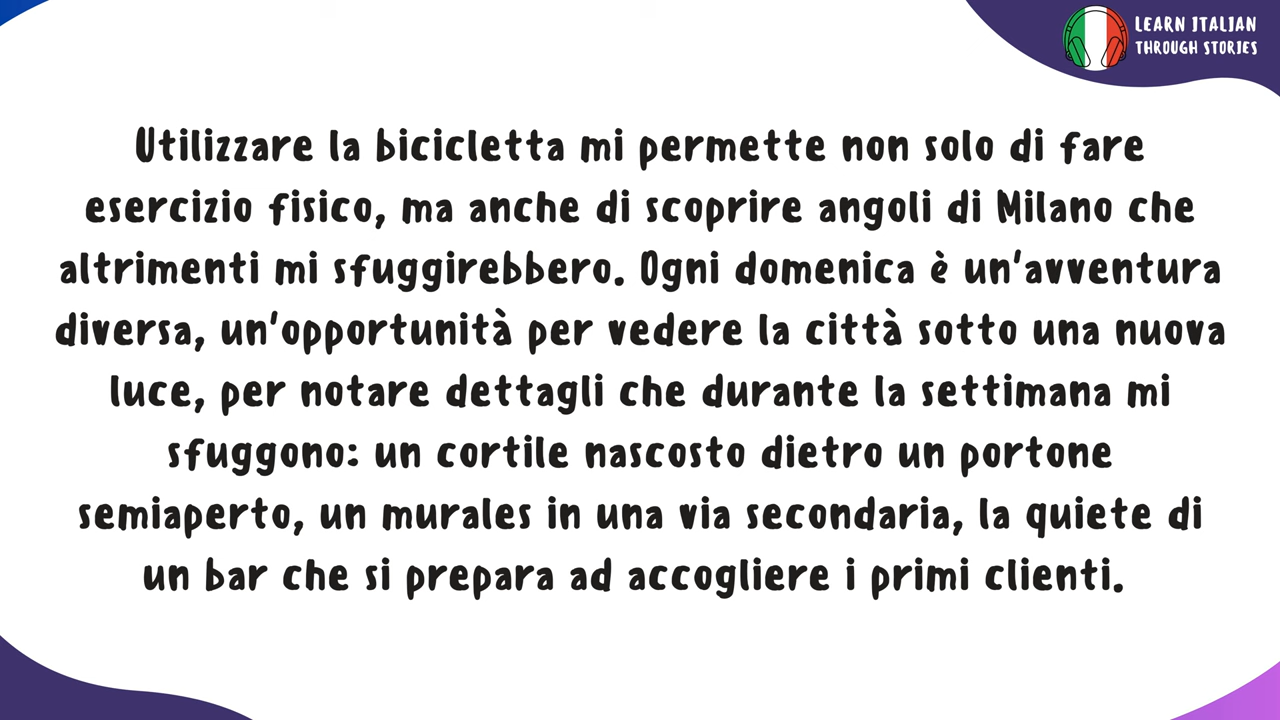 LEARN ITALIAN
THROUGH STORIES
Utilizzare la bicicletta mi permette non solo di fare
esercizio fisico, ma anche di scoprire angoli di Milano che
altrimenti mi sfuggirebbero. Ogni domenica è un'avventura
diversa, un'opportunità per vedere la città sotto una nuova
luce, per notare dettagli che durante la settimana mi
sfuggono: un cortile nascosto dietro un portone
semiaperto, un murales in una via secondaria, la quiete di
un bar che si prepara ad accogliere i primi clienti.